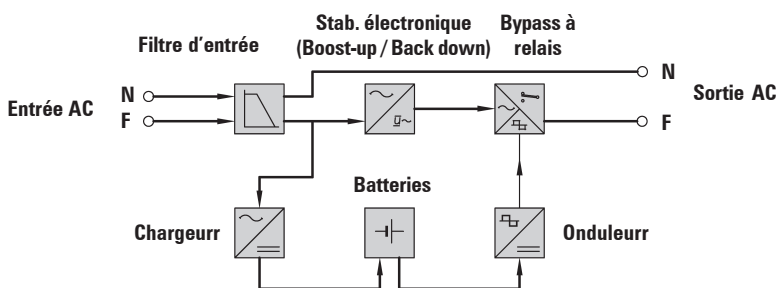 Stab. électronique
(Boost-up / Back down)
Bypass à
relais
Filtre d'entrée
Entrée AC
N
F
N
F
Sortie AC
Batteries
Chargeurr
Onduleurr